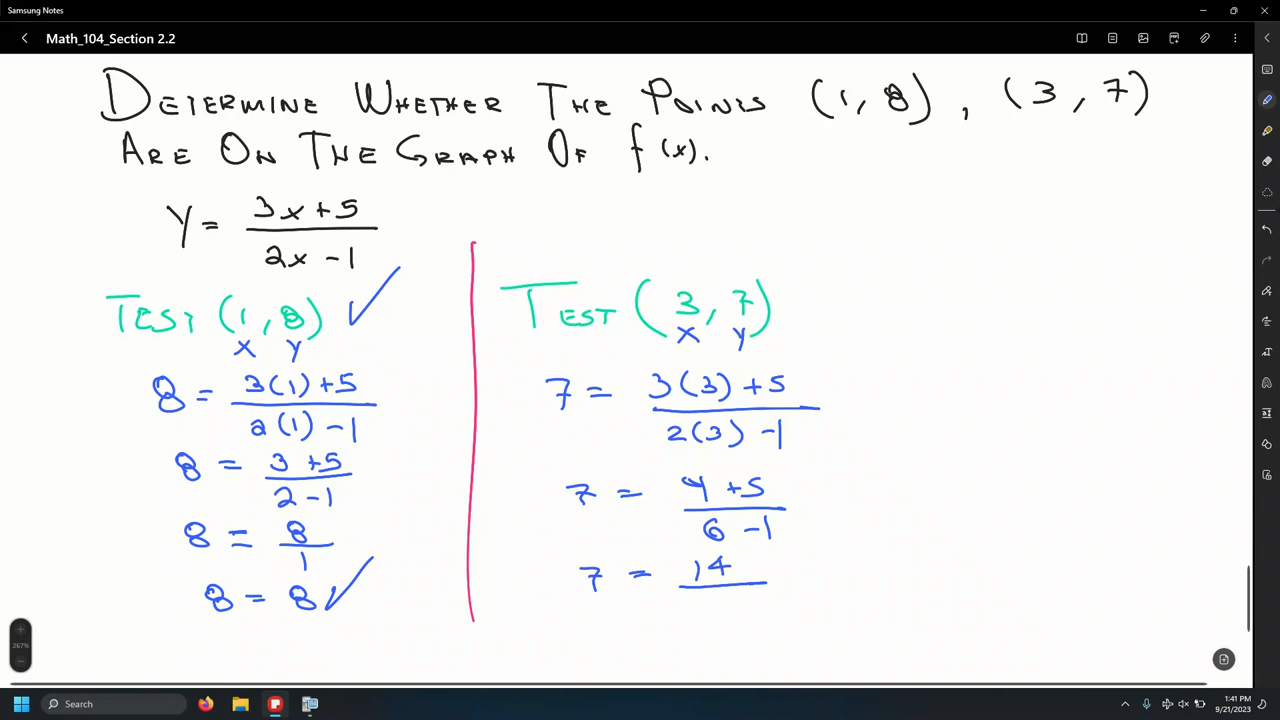 Samsung Notes
Math_104_Section 2.2
DETERMINE WHETHER THE POINTS (1, 8), (3, 7)
ARE ON THE GRAPH OF f(x).
Y = (3x+5)/(2x-1)
TEST (1, 8) ✓
X Y
8 = (3(1)+5)/(2(1)-1)
8 = (3+5)/(2-1)
8 = 8/1
8 = 8 ✓
TEST (3, 7)
X Y
7 = (3(3)+5)/(2(3)-1)
7 = (9+5)/(6-1)
7 = 14/
267%
Search
1:41 PM
9/21/2023